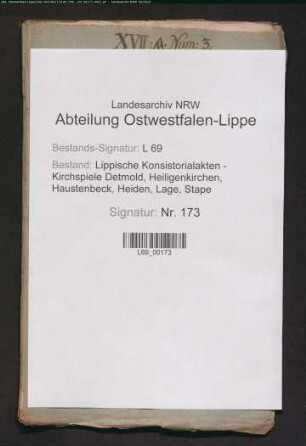 XVII: A. Num: 3.
Landesarchiv NRW
Abteilung Ostwestfalen-Lippe
Bestands-Signatur: L 69
Bestand: Lippische Konsistorialakten -
Kirchspiele Detmold, Heiligenkirchen,
Haustenbeck, Heiden, Lage, Stape
Signatur: Nr. 173
L69_00173